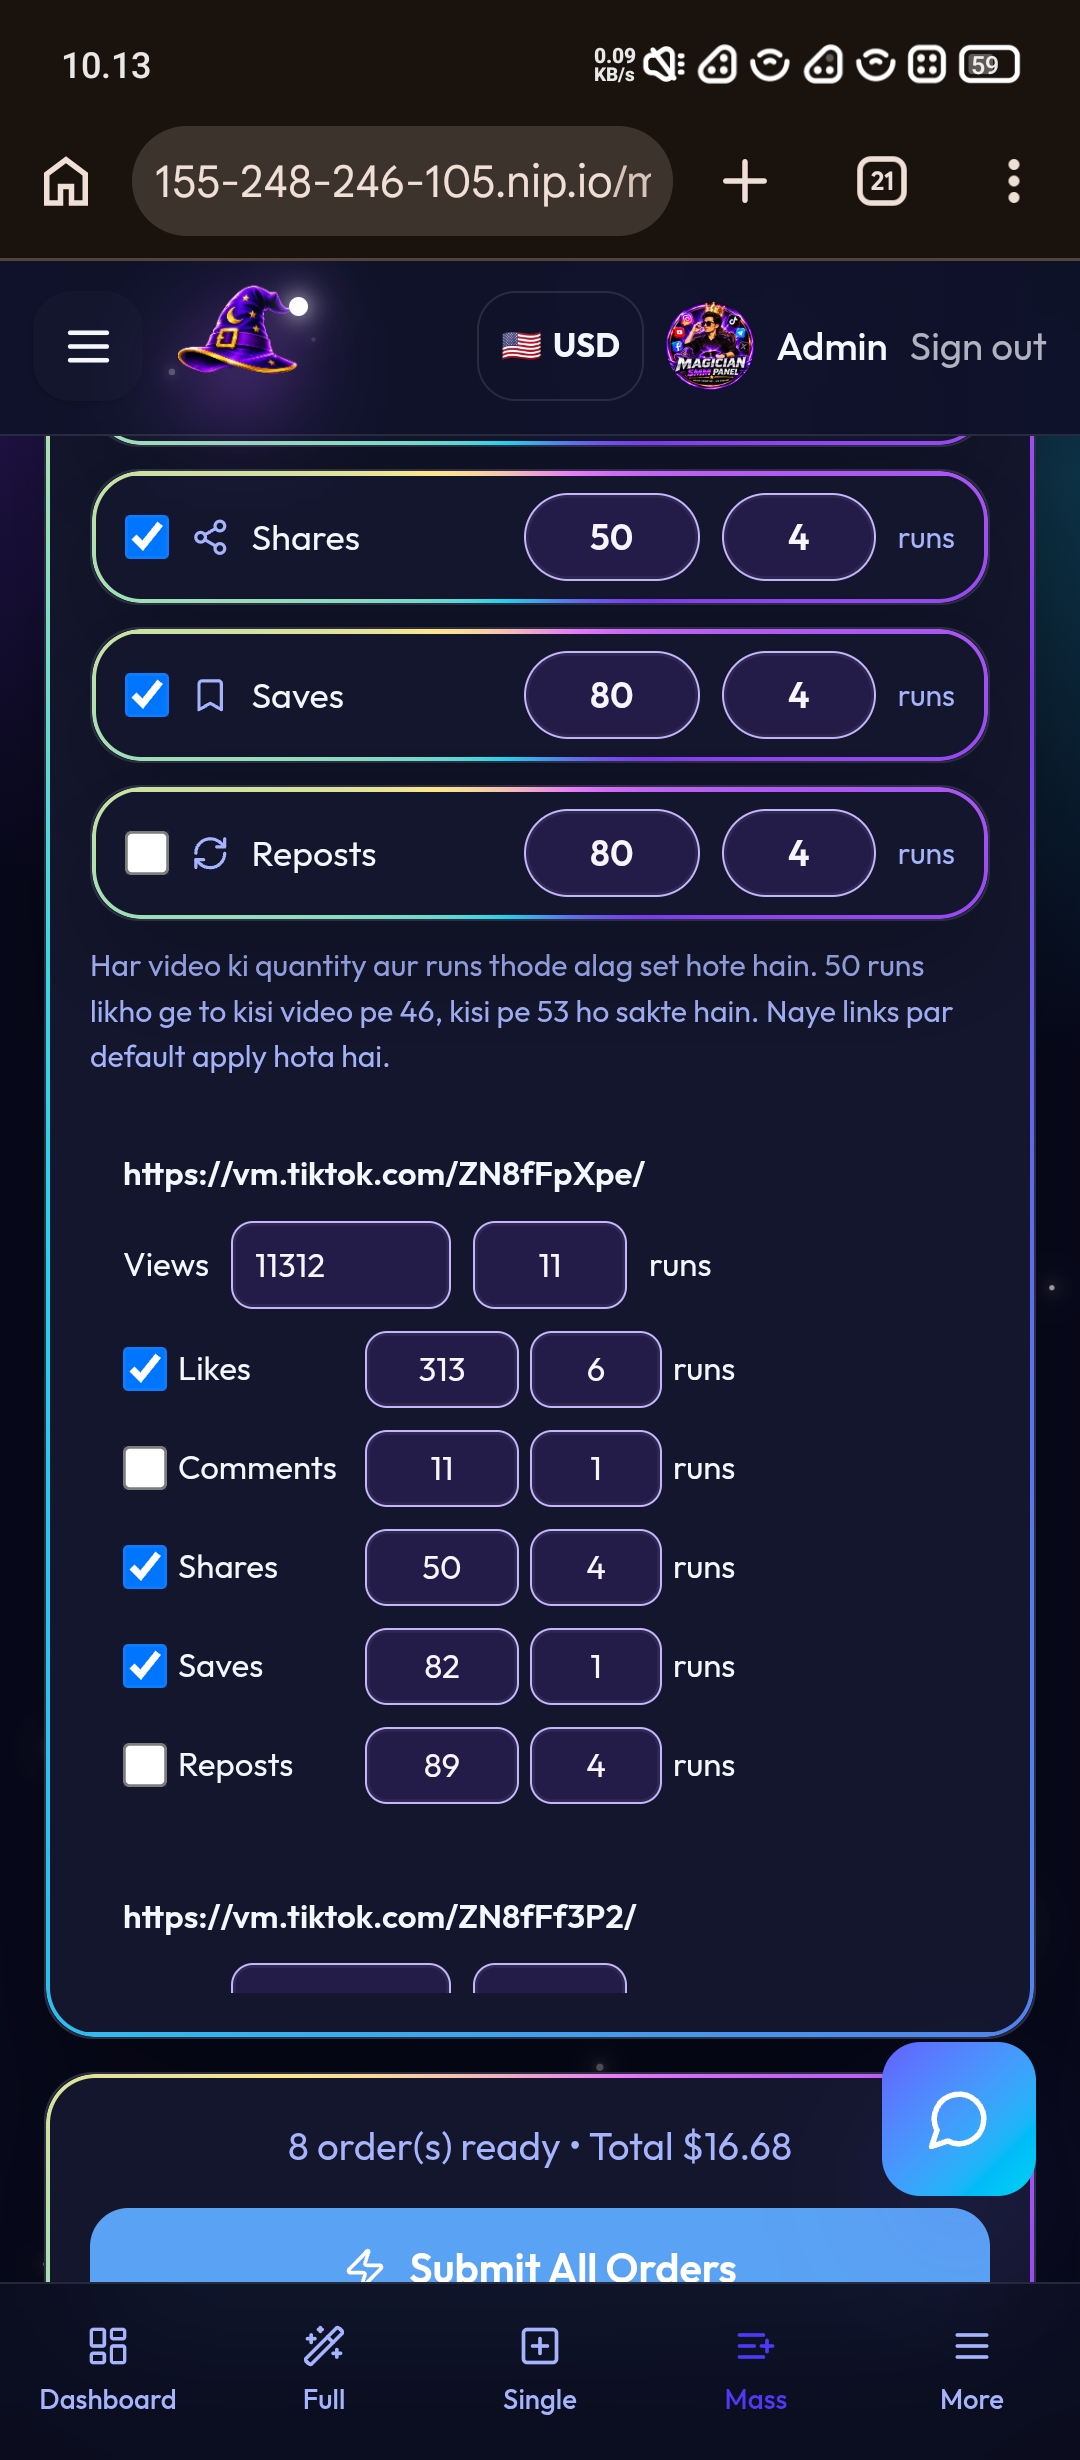 10.13
0.09
KB/s
59
155-248-246-105.nip.io/m
21
USD
MAGICIAN
SMM PANEL
Admin
Sign out
Shares 50 4 runs
Saves 80 4 runs
Reposts 80 4 runs
Har video ki quantity aur runs thode alag set hote hain. 50 runs
likho ge to kisi video pe 46, kisi pe 53 ho sakte hain. Naye links par
default apply hota hai.
https://vm.tiktok.com/ZN8fFpXpe/
Views 11312 11 runs
Likes 313 6 runs
Comments 11 1 runs
Shares 50 4 runs
Saves 82 1 runs
Reposts 89 4 runs
https://vm.tiktok.com/ZN8fFf3P2/
8 order(s) ready • Total $16.68
Submit All Orders
Dashboard Full Single Mass More